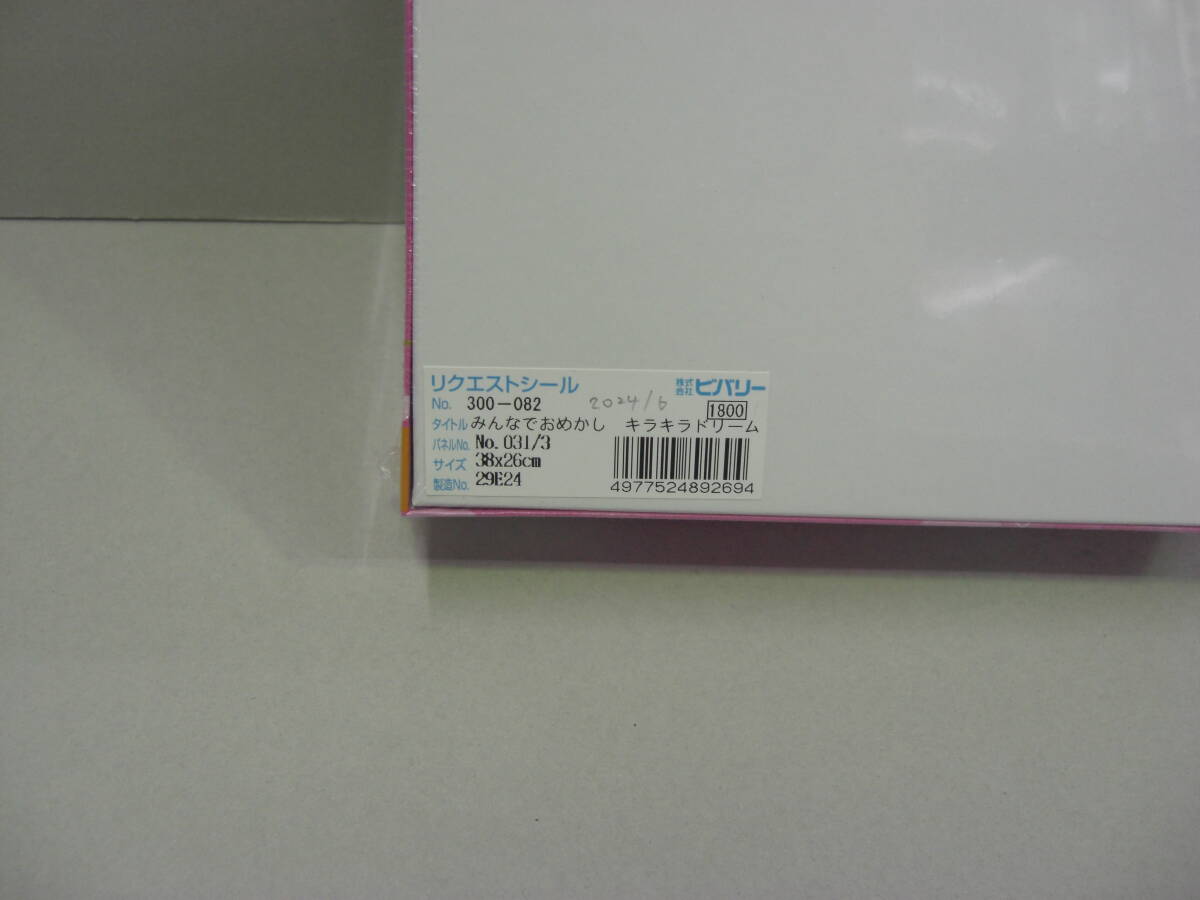 リクエストシール 株式会社 ビバリー
No. 300-082 2024/6 1800
タイトル みんなでおめかし キラキラドリーム
パネルNo. No.031/3
サイズ 38x26cm
製造No. 29E24
4977524892694